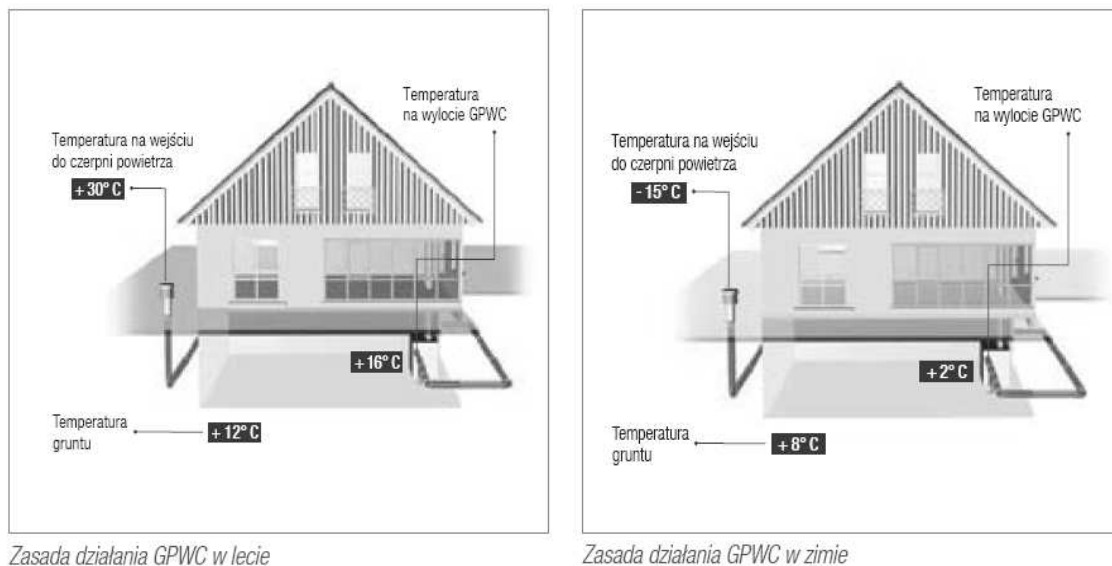 Temperatura
na wylocie GPWC
Temperatura na wejściu
do czerpni powietrza
+ 30° C
+ 16° C
Temperatura
gruntu
+ 12° C
Zasada działania GPWC w lecie
Temperatura
na wylocie GPWC
Temperatura na wejściu
do czerpni powietrza
- 15° C
+ 2° C
Temperatura
gruntu
+ 8° C
Zasada działania GPWC w zimie